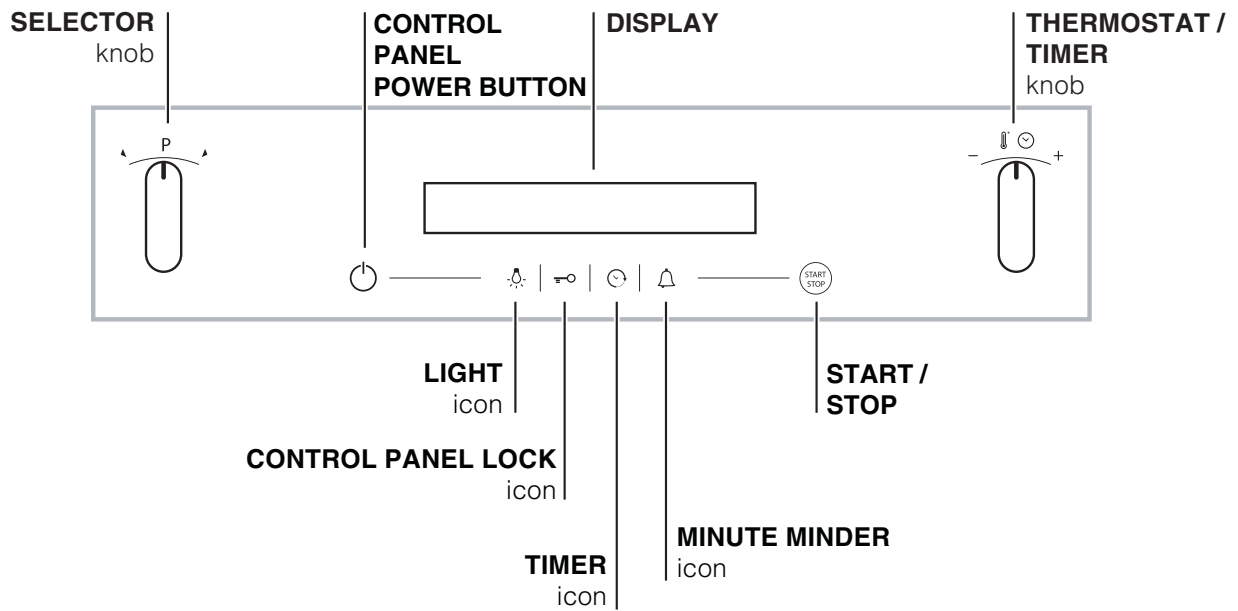 SELECTOR
knob
CONTROL
PANEL
POWER BUTTON
DISPLAY
THERMOSTAT /
TIMER
knob
P
− +
START
STOP
LIGHT
icon
START /
STOP
CONTROL PANEL LOCK
icon
MINUTE MINDER
icon
TIMER
icon